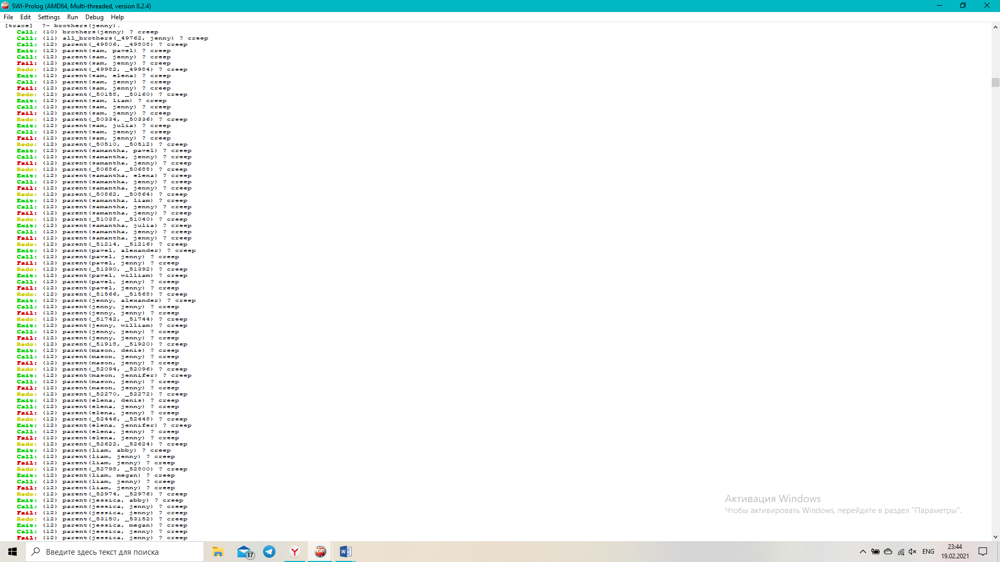 SWI-Prolog (AMD64, Multi-threaded, version 8.2.4)
File Edit Settings Run Debug Help
[trace]  ?- brothers(jenny).
Call: (10) brothers(jenny) ? creep
Call: (11) all_brothers(_49762, jenny) ? creep
Call: (12) parent(_49806, _49808) ? creep
Exit: (12) parent(sam, pavel) ? creep
Call: (12) parent(sam, jenny) ? creep
Fail: (12) parent(sam, jenny) ? creep
Redo: (12) parent(_49982, _49984) ? creep
Exit: (12) parent(sam, elena) ? creep
Call: (12) parent(sam, jenny) ? creep
Fail: (12) parent(sam, jenny) ? creep
Redo: (12) parent(_50158, _50160) ? creep
Exit: (12) parent(sam, liam) ? creep
Call: (12) parent(sam, jenny) ? creep
Fail: (12) parent(sam, jenny) ? creep
Redo: (12) parent(_50334, _50336) ? creep
Exit: (12) parent(sam, julia) ? creep
Call: (12) parent(sam, jenny) ? creep
Fail: (12) parent(sam, jenny) ? creep
Redo: (12) parent(_50510, _50512) ? creep
Exit: (12) parent(samantha, pavel) ? creep
Call: (12) parent(samantha, jenny) ? creep
Fail: (12) parent(samantha, jenny) ? creep
Redo: (12) parent(_50686, _50688) ? creep
Exit: (12) parent(samantha, elena) ? creep
Call: (12) parent(samantha, jenny) ? creep
Fail: (12) parent(samantha, jenny) ? creep
Redo: (12) parent(_50862, _50864) ? creep
Exit: (12) parent(samantha, liam) ? creep
Call: (12) parent(samantha, jenny) ? creep
Fail: (12) parent(samantha, jenny) ? creep
Redo: (12) parent(_51038, _51040) ? creep
Exit: (12) parent(samantha, julia) ? creep
Call: (12) parent(samantha, jenny) ? creep
Fail: (12) parent(samantha, jenny) ? creep
Redo: (12) parent(_51214, _51216) ? creep
Exit: (12) parent(pavel, alexander) ? creep
Call: (12) parent(pavel, jenny) ? creep
Fail: (12) parent(pavel, jenny) ? creep
Redo: (12) parent(_51390, _51392) ? creep
Exit: (12) parent(pavel, william) ? creep
Call: (12) parent(pavel, jenny) ? creep
Fail: (12) parent(pavel, jenny) ? creep
Redo: (12) parent(_51566, _51568) ? creep
Exit: (12) parent(jenny, alexander) ? creep
Call: (12) parent(jenny, jenny) ? creep
Fail: (12) parent(jenny, jenny) ? creep
Redo: (12) parent(_51742, _51744) ? creep
Exit: (12) parent(jenny, william) ? creep
Call: (12) parent(jenny, jenny) ? creep
Fail: (12) parent(jenny, jenny) ? creep
Redo: (12) parent(_51918, _51920) ? creep
Exit: (12) parent(mason, denis) ? creep
Call: (12) parent(mason, jenny) ? creep
Fail: (12) parent(mason, jenny) ? creep
Redo: (12) parent(_52094, _52096) ? creep
Exit: (12) parent(mason, jennifer) ? creep
Call: (12) parent(mason, jenny) ? creep
Fail: (12) parent(mason, jenny) ? creep
Redo: (12) parent(_52270, _52272) ? creep
Exit: (12) parent(elena, denis) ? creep
Call: (12) parent(elena, jenny) ? creep
Fail: (12) parent(elena, jenny) ? creep
Redo: (12) parent(_52446, _52448) ? creep
Exit: (12) parent(elena, jennifer) ? creep
Call: (12) parent(elena, jenny) ? creep
Fail: (12) parent(elena, jenny) ? creep
Redo: (12) parent(_52622, _52624) ? creep
Exit: (12) parent(liam, abby) ? creep
Call: (12) parent(liam, jenny) ? creep
Fail: (12) parent(liam, jenny) ? creep
Redo: (12) parent(_52798, _52800) ? creep
Exit: (12) parent(liam, megan) ? creep
Call: (12) parent(liam, jenny) ? creep
Fail: (12) parent(liam, jenny) ? creep
Redo: (12) parent(_52974, _52976) ? creep
Exit: (12) parent(jessica, abby) ? creep
Call: (12) parent(jessica, jenny) ? creep
Fail: (12) parent(jessica, jenny) ? creep
Redo: (12) parent(_53150, _53152) ? creep
Exit: (12) parent(jessica, megan) ? creep
Call: (12) parent(jessica, jenny) ? creep
Fail: (12) parent(jessica, jenny) ? creep
Активация Windows
Чтобы активировать Windows, перейдите в раздел "Параметры".
Введите здесь текст для поиска
17
ENG
23:44
19.02.2021